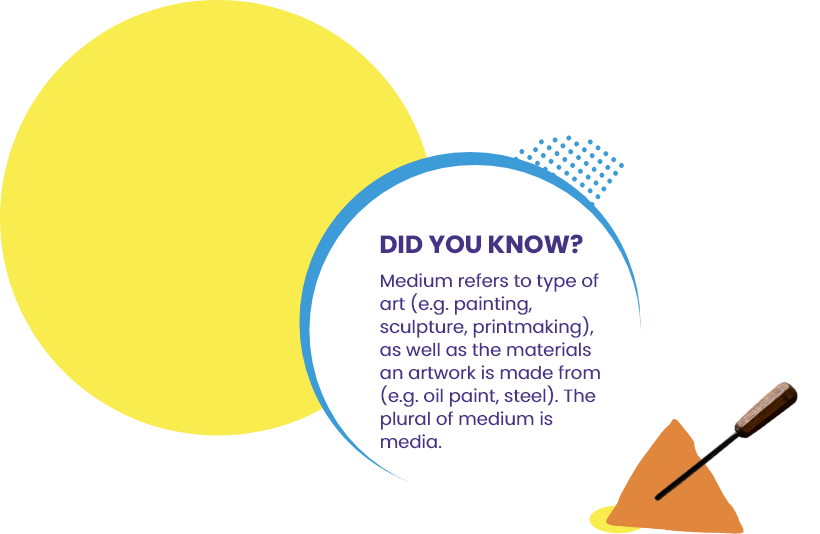 DID YOU KNOW?
Medium refers to type of
art (e.g. painting,
sculpture, printmaking),
as well as the materials
an artwork is made from
(e.g. oil paint, steel). The
plural of medium is
media.